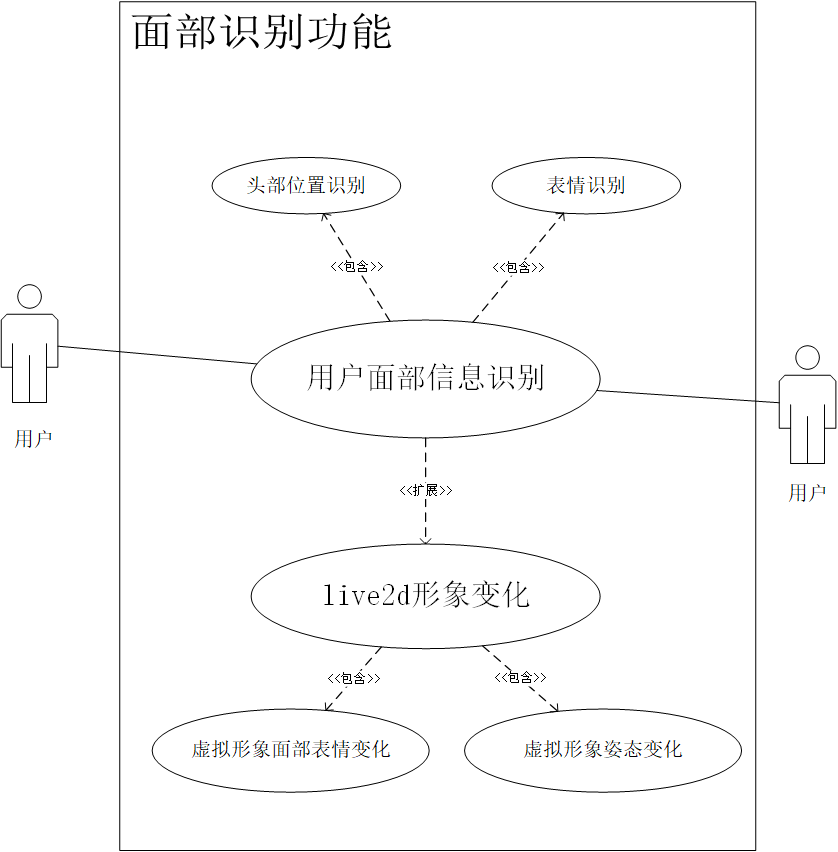 面部识别功能
头部位置识别
表情识别
<<包含>>
<<包含>>
用户面部信息识别
用户
用户
<<扩展>>
live2d形象变化
<<包含>>
<<包含>>
虚拟形象面部表情变化
虚拟形象姿态变化